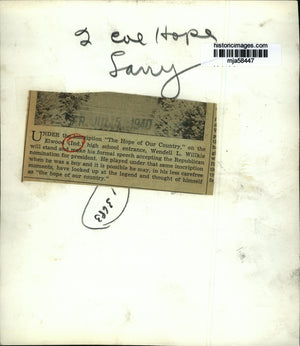 2 col Hope
Larry
historicimages.com
mja58447
JUL 15 1940
UNDER the inscription "The Hope of Our Country," on the
Elwood (Ind.) high school entrance, Wendell L. Willkie
will stand and make his formal speech accepting the Republican
nomination for president. He played under that same inscription
when he was a boy and it is possible he may, in his less carefree
moments, have looked up at the legend and thought of himself
as "the hope of our country."
13683